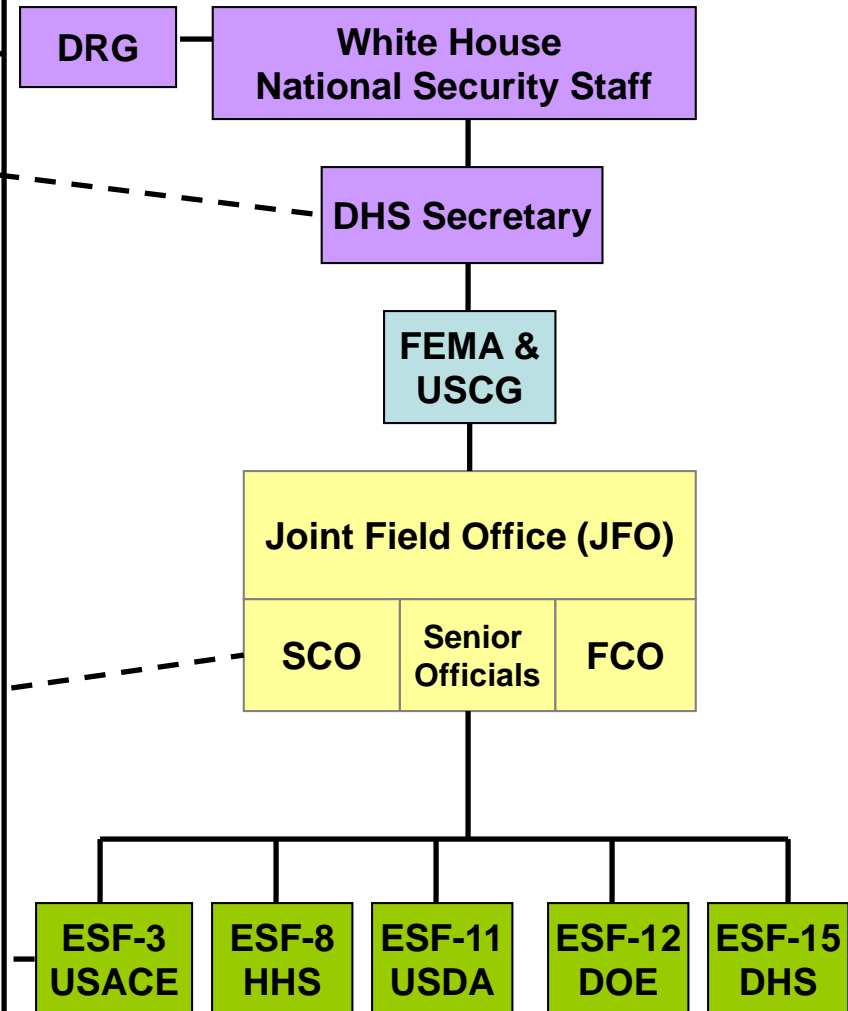 DRG
White House
National Security Staff
DHS Secretary
FEMA &
USCG
Joint Field Office (JFO)
SCO
Senior
Officials
FCO
ESF-3
USACE
ESF-8
HHS
ESF-11
USDA
ESF-12
DOE
ESF-15
DHS